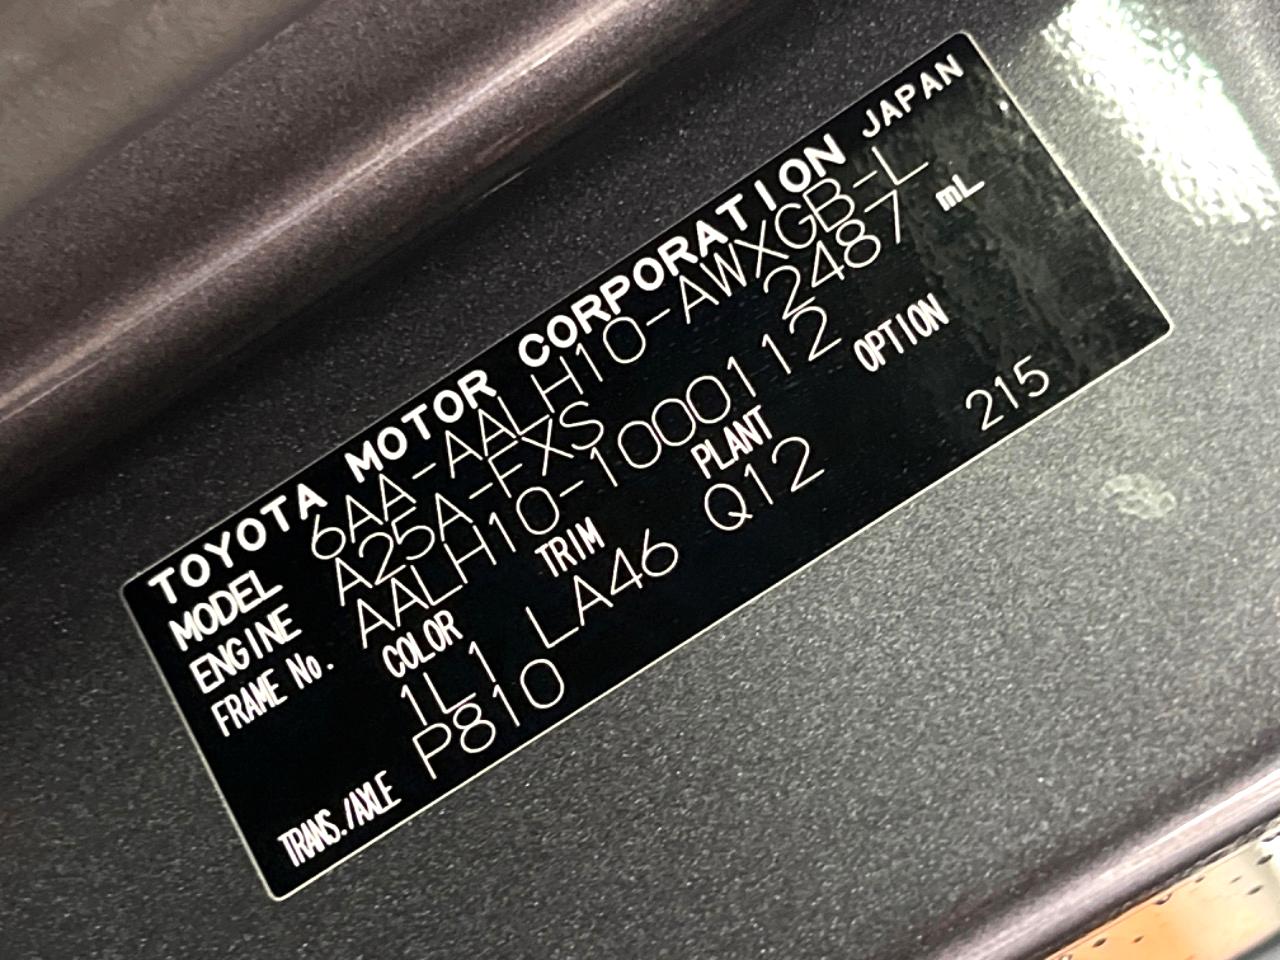 TOYOTA MOTOR CORPORATION JAPAN
MODEL 6AA-AALH10-AWXGB-L
ENGINE A25A-FXS 2487 mL
FRAME No. AALH10-1000112
COLOR TRIM PLANT OPTION
1L1 LA46 Q12 215
TRANS./AXLE P810